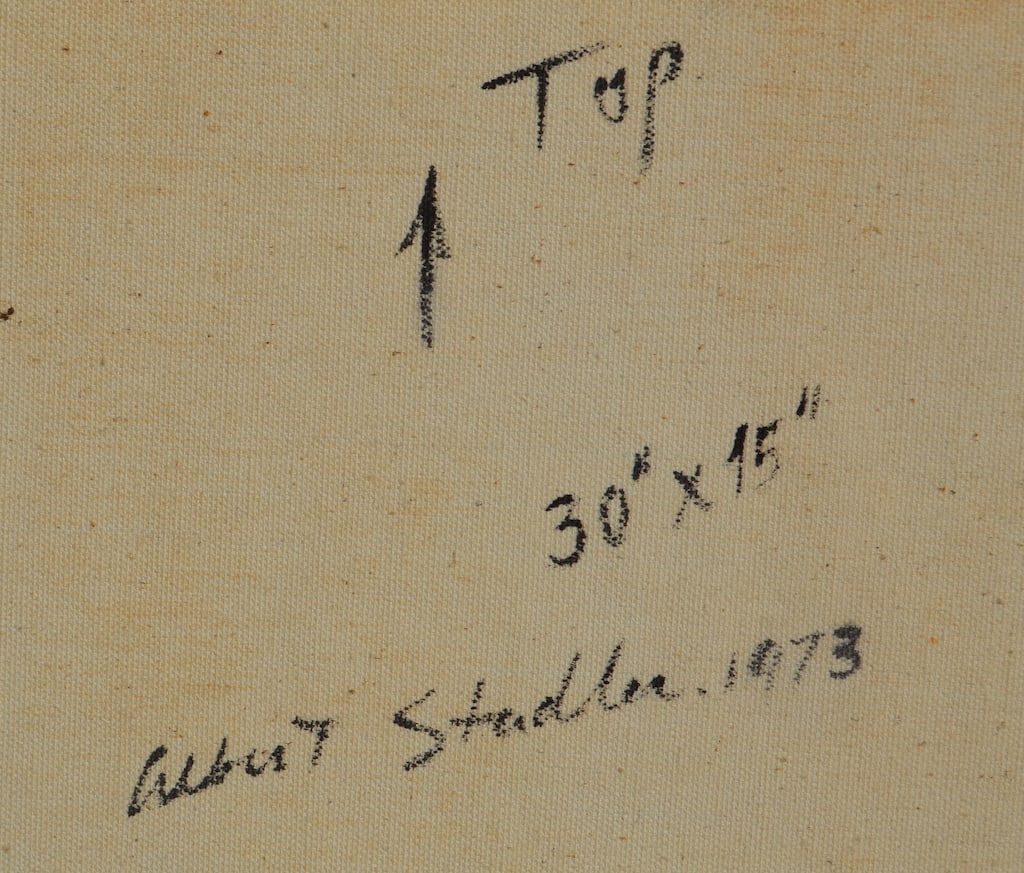 Top
30" x 15"
Albert Stadler. 1973